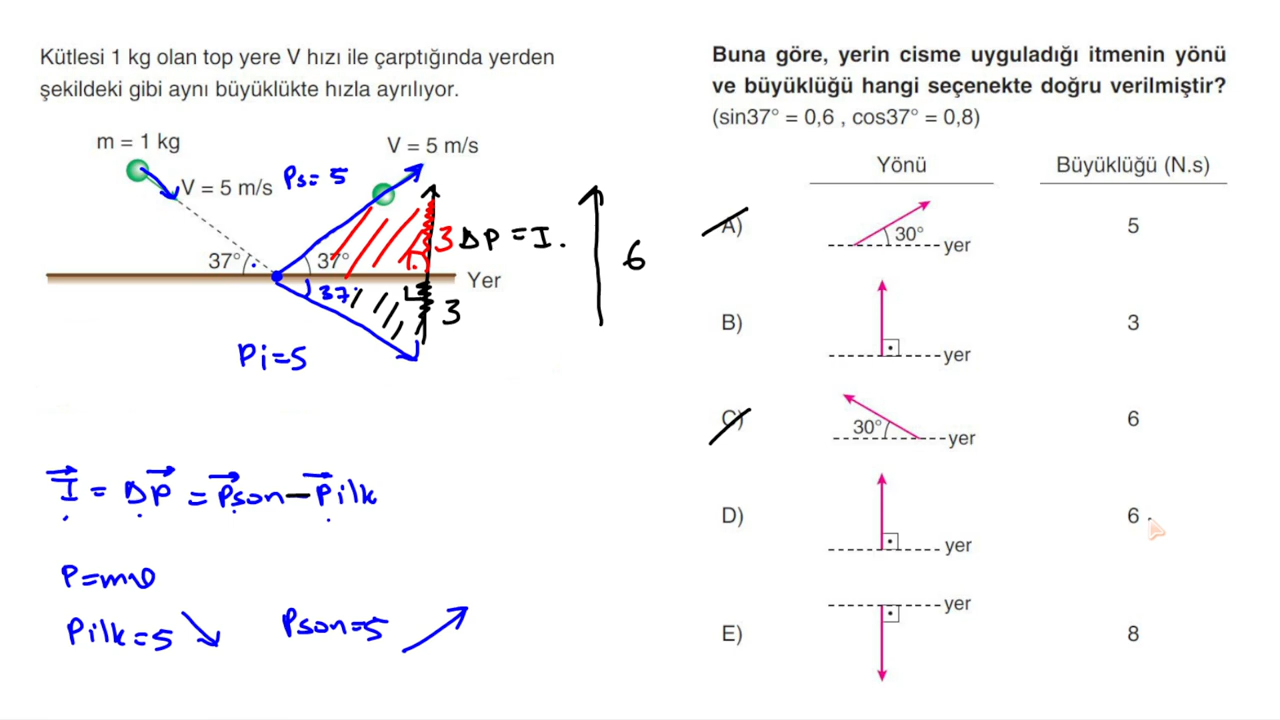 Kütlesi 1 kg olan top yere V hızı ile çarptığında yerden
şekildeki gibi aynı büyüklükte hızla ayrılıyor.
m = 1 kg
V = 5 m/s
V = 5 m/s
Ps=5
37°
37°
3
ΔP = I.
6
Yer
37
3
Pi=5
I = ΔP = Pson - Pilk
P=mv
Pilk=5
Pson=5
Buna göre, yerin cisme uyguladığı itmenin yönü
ve büyüklüğü hangi seçenekte doğru verilmiştir?
(sin37° = 0,6 , cos37° = 0,8)
Yönü Büyüklüğü (N.s)
A) 30° yer 5
B) yer 3
C) 30° yer 6
D) yer 6
E) yer 8